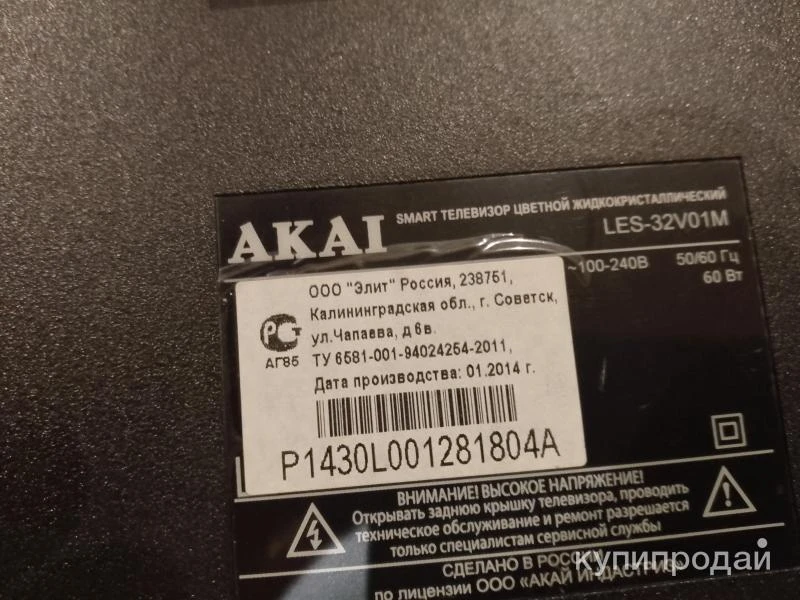 AKAI
SMART ТЕЛЕВИЗОР ЦВЕТНОЙ ЖИДКОКРИСТАЛЛИЧЕСКИЙ
LES-32V01M
~100-240В 50/60 Гц
60 Вт
ООО "Элит" Россия, 238751,
Калининградская обл., г. Советск,
ул.Чапаева, д 6в.
ТУ 6581-001-94024254-2011,
Дата производства: 01.2014 г.
РСТ
АГ85
P1430L001281804A
ВНИМАНИЕ! ВЫСОКОЕ НАПРЯЖЕНИЕ!
Открывать заднюю крышку телевизора, проводить
техническое обслуживание и ремонт разрешается
только специалистам сервисной службы
СДЕЛАНО В РОСС
по лицензии ООО «АКАЙ ИНДАСТРИЗ»
купипродай